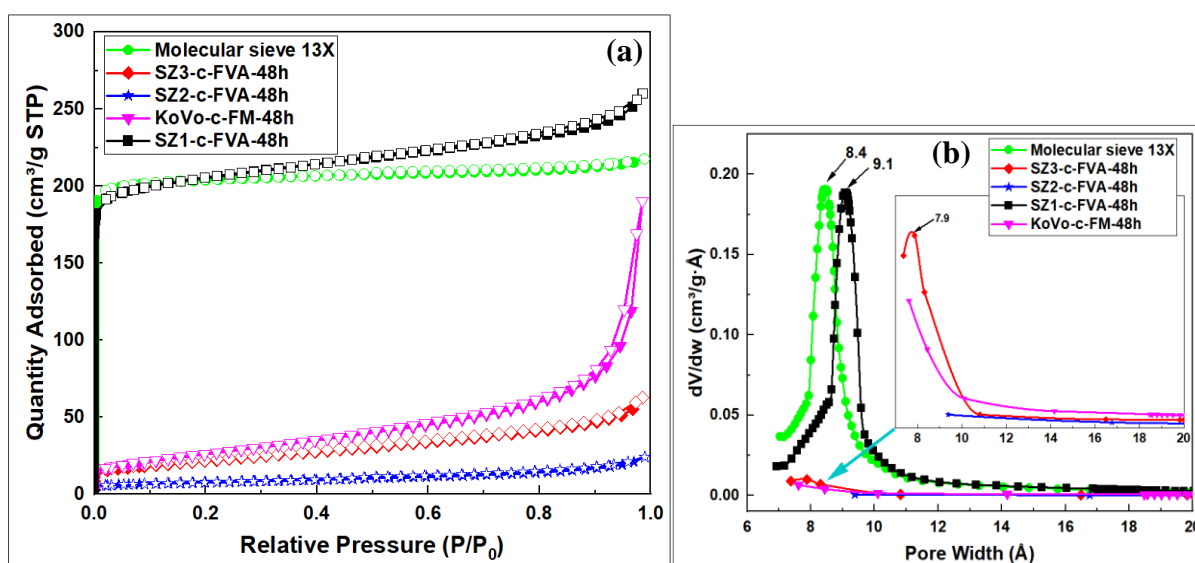 (a)
Molecular sieve 13X
SZ3-c-FVA-48h
SZ2-c-FVA-48h
KoVo-c-FM-48h
SZ1-c-FVA-48h
Quantity Adsorbed (cm³/g STP)
300
250
200
150
100
50
0
0.0 0.2 0.4 0.6 0.8 1.0
Relative Pressure (P/P₀)
(b)
8.4
9.1
Molecular sieve 13X
SZ3-c-FVA-48h
SZ2-c-FVA-48h
SZ1-c-FVA-48h
KoVo-c-FM-48h
7.9
8 10 12 14 16 18 20
dV/dw (cm³/g·Å)
0.20
0.15
0.10
0.05
0.00
6 8 10 12 14 16 18 20
Pore Width (Å)